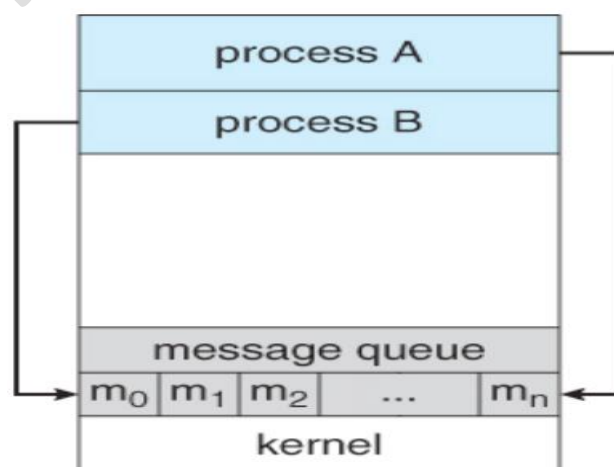 process A
process B
message queue
m₀ m₁ m₂ ... mₙ
kernel